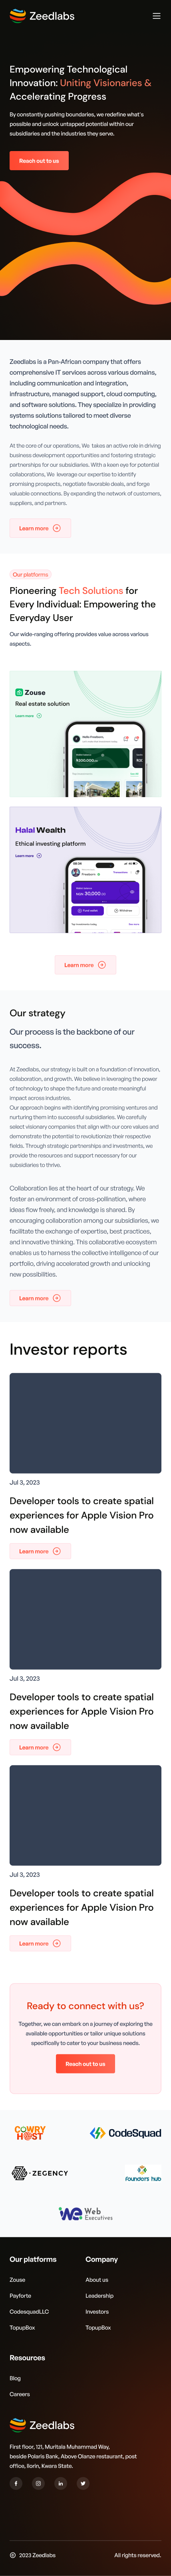 Zeedlabs
Empowering Technological
Innovation: Uniting Visionaries &
Accelerating Progress
By constantly pushing boundaries, we redefine what's
possible and unlock untapped potential within our
subsidiaries and the industries they serve.
Reach out to us
Zeedlabs is a Pan-African company that offers
comprehensive IT services across various domains,
including communication and integration,
infrastructure, managed support, cloud computing,
and software solutions. They specialize in providing
systems solutions tailored to meet diverse
technological needs.
At the core of our operations, We takes an active role in driving
business development opportunities and fostering strategic
partnerships for our subsidiaries. With a keen eye for potential
collaborations, We leverage our expertise to identify
promising prospects, negotiate favorable deals, and forge
valuable connections. By expanding the network of customers,
suppliers, and partners.
Learn more
Our platforms
Pioneering Tech Solutions for
Every Individual: Empowering the
Everyday User
Our wide-ranging offering provides value across various
aspects.
Zouse
Real estate solution
Learn more
Halal Wealth
Ethical investing platform
Learn more
Learn more
Our strategy
Our process is the backbone of our
success.
At Zeedlabs, our strategy is built on a foundation of innovation,
collaboration, and growth. We believe in leveraging the power
of technology to shape the future and create meaningful
impact across industries.
Our approach begins with identifying promising ventures and
nurturing them into successful subsidiaries. We carefully
select visionary companies that align with our core values and
demonstrate the potential to revolutionize their respective
fields. Through strategic partnerships and investments, we
provide the resources and support necessary for our
subsidiaries to thrive.
Collaboration lies at the heart of our strategy. We
foster an environment of cross-pollination, where
ideas flow freely, and knowledge is shared. By
encouraging collaboration among our subsidiaries, we
facilitate the exchange of expertise, best practices,
and innovative thinking. This collaborative ecosystem
enables us to harness the collective intelligence of our
portfolio, driving accelerated growth and unlocking
new possibilities.
Learn more
Investor reports
Jul 3, 2023
Developer tools to create spatial
experiences for Apple Vision Pro
now available
Learn more
Jul 3, 2023
Developer tools to create spatial
experiences for Apple Vision Pro
now available
Learn more
Jul 3, 2023
Developer tools to create spatial
experiences for Apple Vision Pro
now available
Learn more
Ready to connect with us?
Together, we can embark on a journey of exploring the
available opportunities or tailor unique solutions
specifically to cater to your business needs.
Reach out to us
COWRY
HOST
CodeSquad
ZEGENCY
Founders hub
WE Web
Executives
Our platforms
Company
Zouse
About us
Payforte
Leadership
CodesquadLLC
Investors
TopupBox
TopupBox
Resources
Blog
Careers
Zeedlabs
First floor, 121, Muritala Muhammad Way,
beside Polaris Bank, Above Olanze restaurant, post
office, Ilorin, Kwara State.
2023 Zeedlabs
All rights reserved.